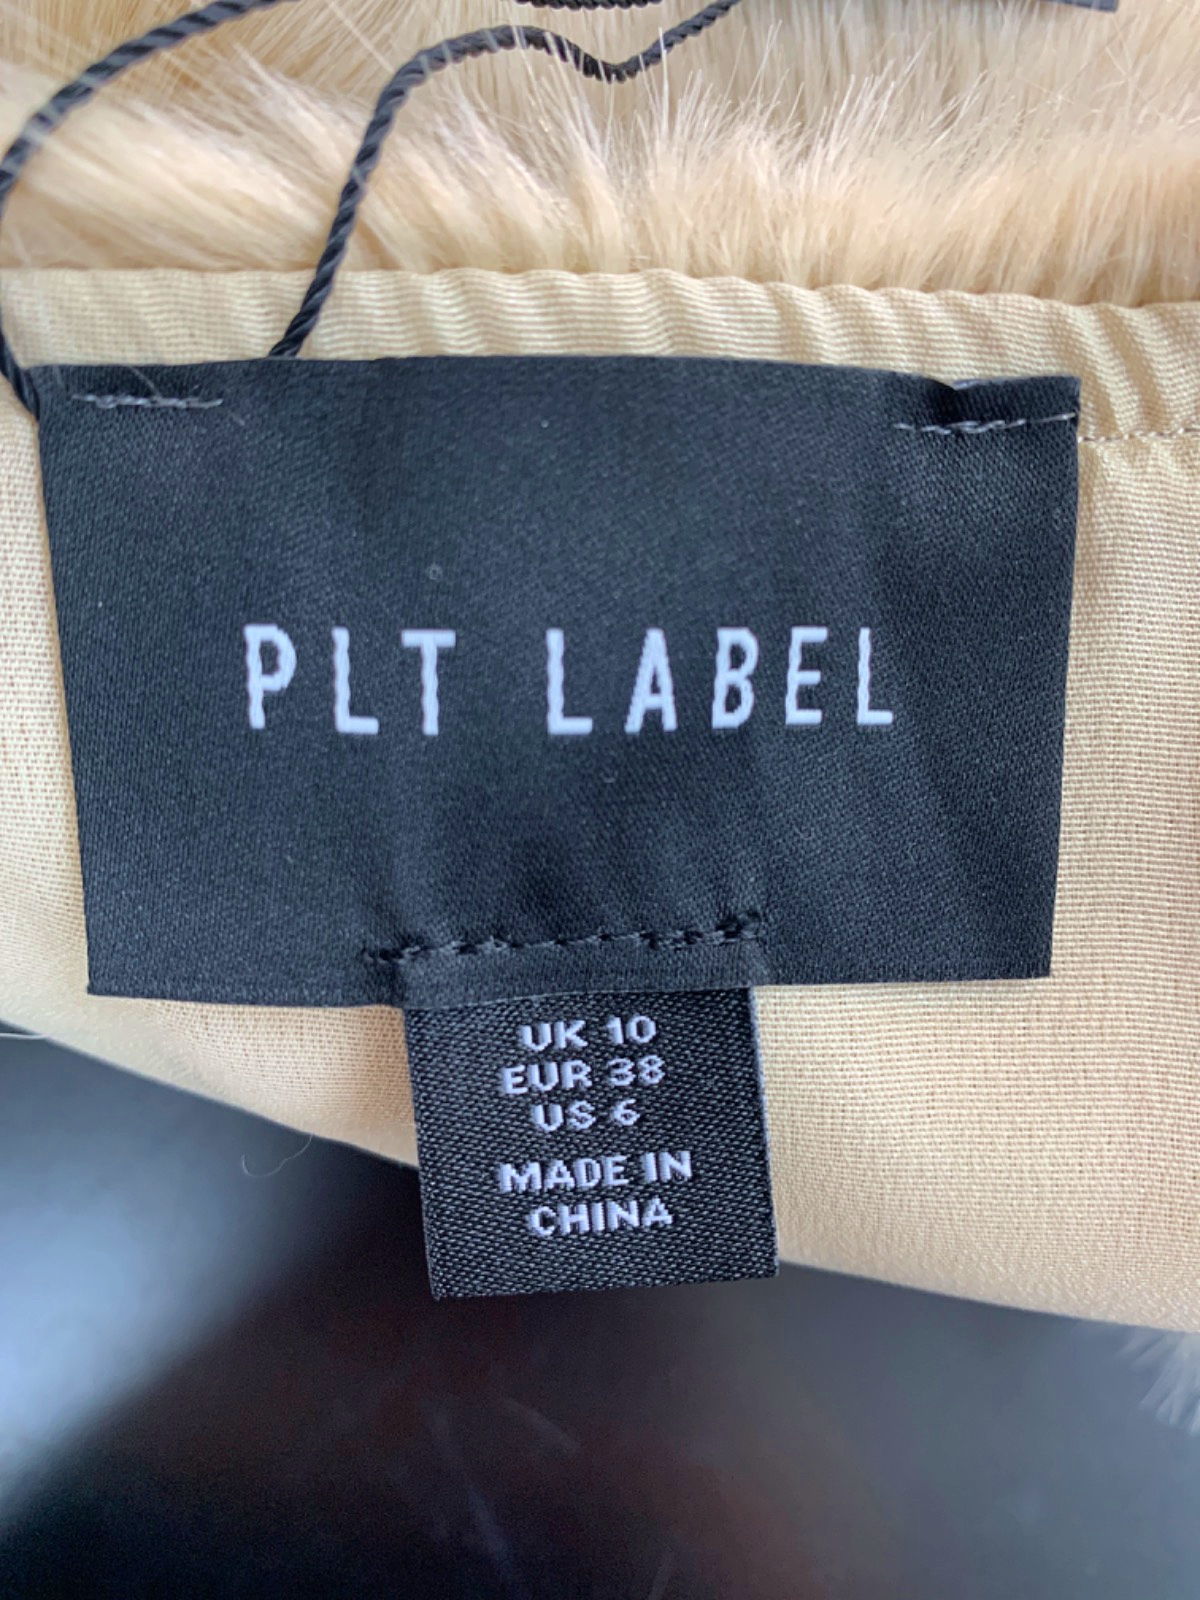 PLT LABEL
UK 10
EUR 38
US 6
MADE IN
CHINA